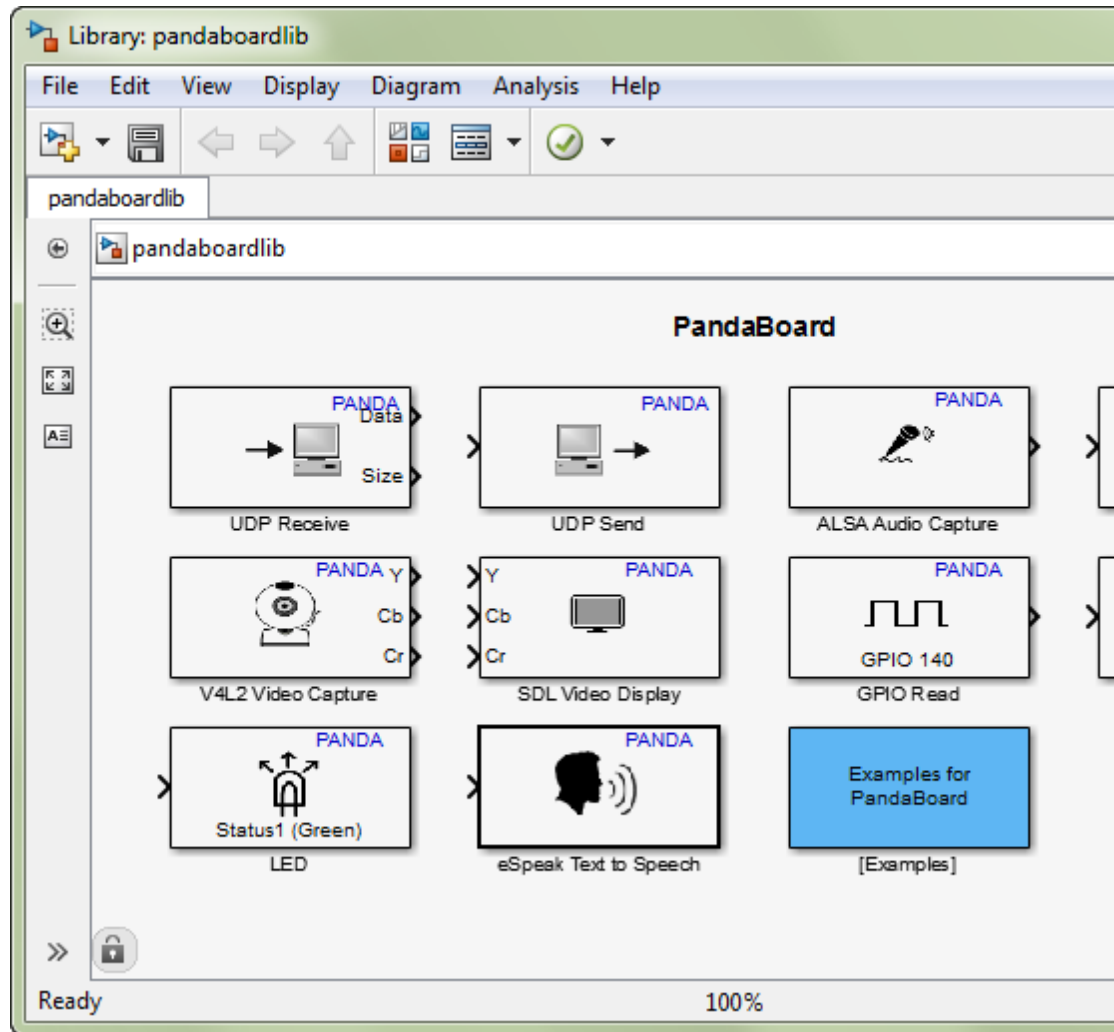 Library: pandaboardlib
File Edit View Display Diagram Analysis Help
pandaboardlib
pandaboardlib
PandaBoard
PANDA
Data
Size
UDP Receive
PANDA
UDP Send
PANDA
ALSA Audio Capture
PANDA
Y
Cb
Cr
V4L2 Video Capture
Y
Cb
Cr
PANDA
SDL Video Display
PANDA
GPIO 140
GPIO Read
PANDA
Status1 (Green)
LED
PANDA
eSpeak Text to Speech
Examples for
PandaBoard
[Examples]
Ready 100%